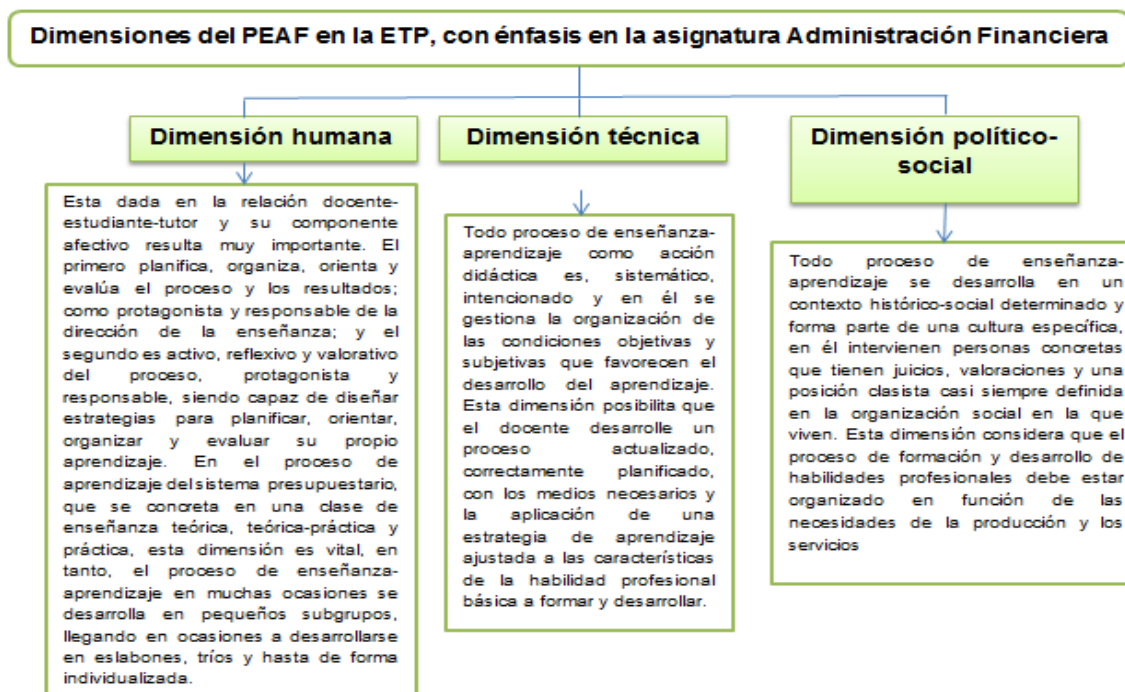 Dimensiones del PEAF en la ETP, con énfasis en la asignatura Administración Financiera
Dimensión humana
Esta dada en la relación docente-
estudiante-tutor y su componente
afectivo resulta muy importante. El
primero planifica, organiza, orienta y
evalúa el proceso y los resultados;
como protagonista y responsable de la
dirección de la enseñanza; y el
segundo es activo, reflexivo y valorativo
del proceso, protagonista y
responsable, siendo capaz de diseñar
estrategias para planificar, orientar,
organizar y evaluar su propio
aprendizaje. En el proceso de
aprendizaje del sistema presupuestario,
que se concreta en una clase de
enseñanza teórica, teórica-práctica y
práctica, esta dimensión es vital, en
tanto, el proceso de enseñanza-
aprendizaje en muchas ocasiones se
desarrolla en pequeños subgrupos,
llegando en ocasiones a desarrollarse
en eslabones, tríos y hasta de forma
individualizada.
Dimensión técnica
Todo proceso de enseñanza-
aprendizaje como acción
didáctica es, sistemático,
intencionado y en él se
gestiona la organización de
las condiciones objetivas y
subjetivas que favorecen el
desarrollo del aprendizaje.
Esta dimensión posibilita que
el docente desarrolle un
proceso actualizado,
correctamente planificado,
con los medios necesarios y
la aplicación de una
estrategia de aprendizaje
ajustada a las características
de la habilidad profesional
básica a formar y desarrollar.
Dimensión político-
social
Todo proceso de enseñanza-
aprendizaje se desarrolla en un
contexto histórico-social determinado y
forma parte de una cultura específica,
en él intervienen personas concretas
que tienen juicios, valoraciones y una
posición clasista casi siempre definida
en la organización social en la que
viven. Esta dimensión considera que el
proceso de formación y desarrollo de
habilidades profesionales debe estar
organizado en función de las
necesidades de la producción y los
servicios